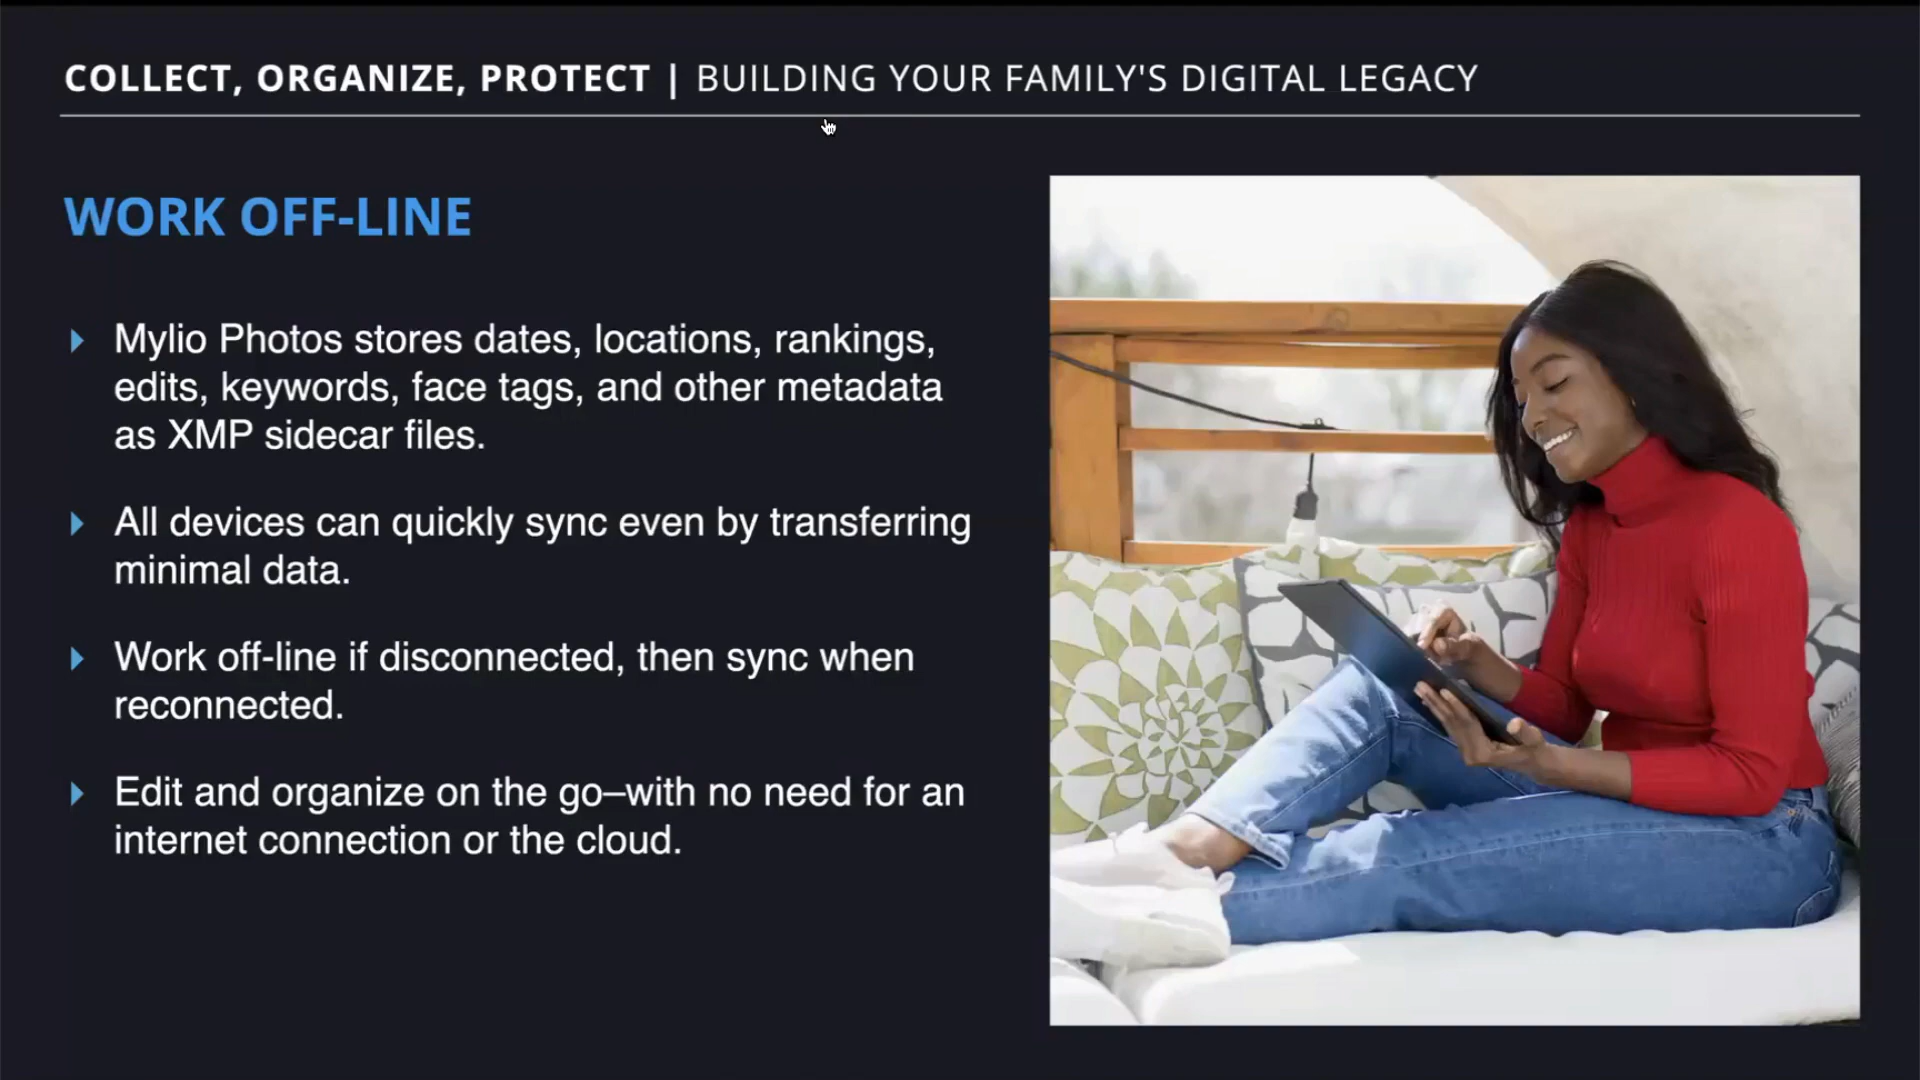 COLLECT, ORGANIZE, PROTECT | BUILDING YOUR FAMILY'S DIGITAL LEGACY
WORK OFF-LINE
Mylio Photos stores dates, locations, rankings,
edits, keywords, face tags, and other metadata
as XMP sidecar files.
All devices can quickly sync even by transferring
minimal data.
Work off-line if disconnected, then sync when
reconnected.
Edit and organize on the go–with no need for an
internet connection or the cloud.